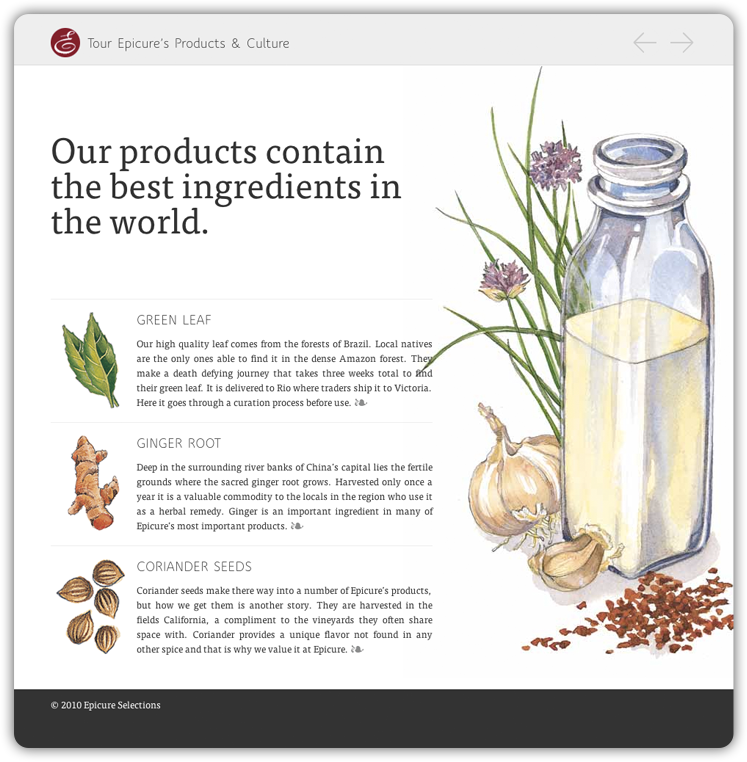 Tour Epicure's Products & Culture
Our products contain
the best ingredients in
the world.
GREEN LEAF
Our high quality leaf comes from the forests of Brazil. Local natives
are the only ones able to find it in the dense Amazon forest. They
make a death defying journey that takes three weeks total to find
their green leaf. It is delivered to Rio where traders ship it to Victoria.
Here it goes through a curation process before use.
GINGER ROOT
Deep in the surrounding river banks of China's capital lies the fertile
grounds where the sacred ginger root grows. Harvested only once a
year it is a valuable commodity to the locals in the region who use it
as a herbal remedy. Ginger is an important ingredient in many of
Epicure's most important products.
CORIANDER SEEDS
Coriander seeds make there way into a number of Epicure's products,
but how we get them is another story. They are harvested in the
fields California, a compliment to the vineyards they often share
space with. Coriander provides a unique flavor not found in any
other spice and that is why we value it at Epicure.
© 2010 Epicure Selections